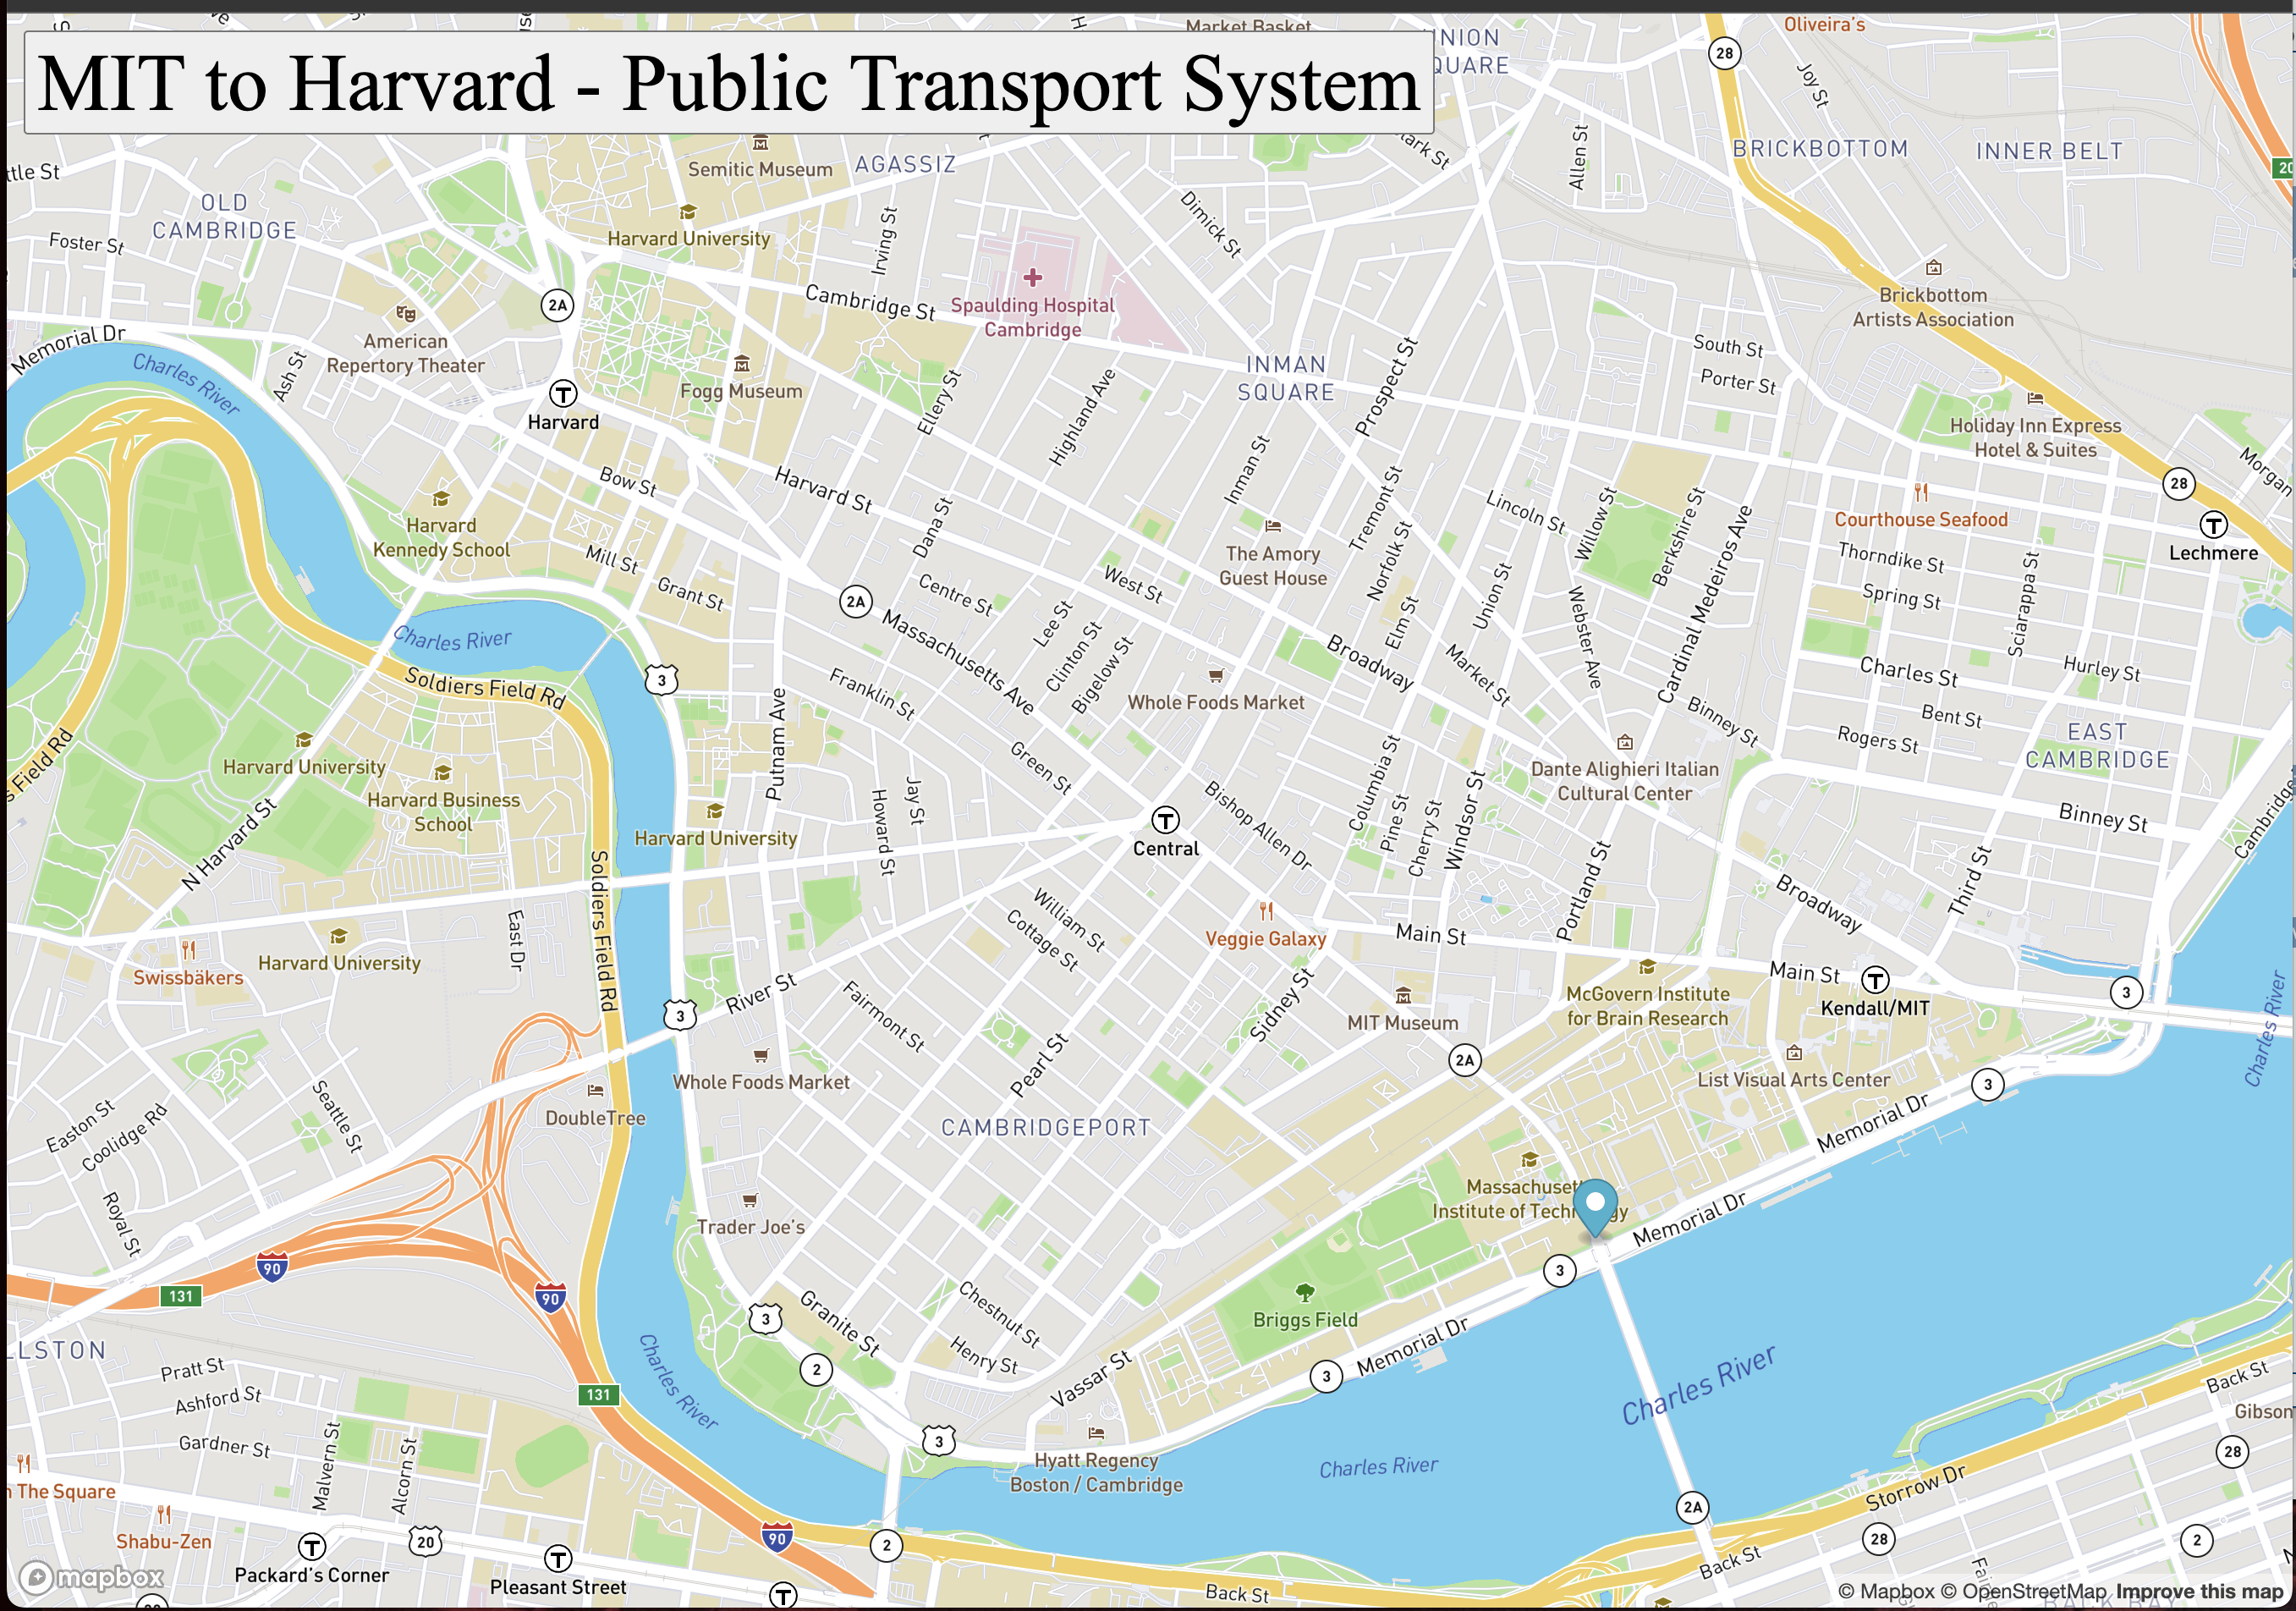 Market Basket
Oliveira's
28
MIT to Harvard - Public Transport System
UNION
SQUARE
Joy St
Allen St
BRICKBOTTOM
INNER BELT
Semitic Museum
AGASSIZ
OLD
CAMBRIDGE
Foster St
Harvard University
Irving St
Dimick St
Spaulding Hospital
Cambridge
Cambridge St
2A
American
Repertory Theater
Memorial Dr
Charles River
Ash St
Fogg Museum
Harvard
Ellery St
Highland Ave
INMAN
SQUARE
Prospect St
South St
Porter St
Brickbottom
Artists Association
Holiday Inn Express
Hotel & Suites
28
Courthouse Seafood
Lechmere
Bow St
Harvard St
Inman St
Tremont St
Norfolk St
Lincoln St
Willow St
Berkshire St
Cardinal Medeiros Ave
Harvard
Kennedy School
Mill St
Grant St
Dana St
Centre St
West St
The Amory
Guest House
Thorndike St
Spring St
Sciarappa St
2A
Massachusetts Ave
Lee St
Clinton St
Bigelow St
Elm St
Union St
Webster Ave
Broadway
Market St
Charles River
Soldiers Field Rd
3
Franklin St
Whole Foods Market
Charles St
Hurley St
Bent St
Rogers St
Binney St
EAST
CAMBRIDGE
s Field Rd
Harvard University
Harvard Business
School
N Harvard St
Putnam Ave
Harvard University
Green St
Jay St
Howard St
Central
Bishop Allen Dr
Columbia St
Pine St
Cherry St
Windsor St
Dante Alighieri Italian
Cultural Center
Portland St
Binney St
Broadway
Third St
Cambridge
Soldiers Field Rd
East Dr
Swissbäkers
Harvard University
William St
Cottage St
Veggie Galaxy
Main St
Main St
Kendall/MIT
3
Charles River
River St
3
Fairmont St
Pearl St
Sidney St
MIT Museum
McGovern Institute
for Brain Research
2A
List Visual Arts Center
3
Memorial Dr
Whole Foods Market
DoubleTree
Easton St
Coolidge Rd
Seattle St
Royal St
CAMBRIDGEPORT
Trader Joe's
Massachusett
Institute of Tech gy
Memorial Dr
3
90
131
90
LLSTON
3
Granite St
2
Chestnut St
Henry St
Briggs Field
Memorial Dr
3
Vassar St
Charles River
Charles River
Pratt St
Ashford St
Gardner St
Malvern St
Alcorn St
131
3
Hyatt Regency
Boston / Cambridge
Charles River
Back St
Gibson
28
Storrow Dr
n The Square
Shabu-Zen
Packard's Corner
20
Pleasant Street
90
2
Back St
2A
Back St
28
2
mapbox
© Mapbox © OpenStreetMap Improve this map